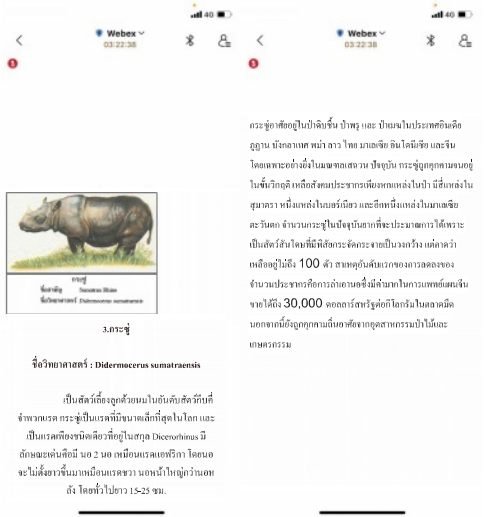 4G
Webex
03:22:38
1
กระซู่
ชื่อสามัญ Sumatran Rhino
ชื่อวิทยาศาสตร์ Didermocerus sumatraensis
3.กระซู่
ชื่อวิทยาศาสตร์ : Didermocerus sumatraensis
เป็นสัตว์เลี้ยงลูกด้วยนมในอันดับสัตว์กีบคี่
จำพวกแรด กระซู่เป็นแรดที่มีขนาดเล็กที่สุดในโลก และ
เป็นแรดเพียงชนิดเดียวที่อยู่ในสกุล Dicerorhinus มี
ลักษณะเด่นคือมี นอ 2 นอ เหมือนแรดแอฟริกา โดยนอ
จะไม่ตั้งยาวขึ้นมาเหมือนแรดชวา นอหน้าใหญ่กว่านอห
ลัง โดยทั่วไปยาว 15-25 ซม.
4G
Webex
03:22:38
1
กระซู่อาศัยอยู่ในป่าดิบชื้น ป่าพรุ และ ป่าเมฆในประเทศอินเดีย
ภูฏาน บังกลาเทศ พม่า ลาว ไทย มาเลเซีย อินโดนีเซีย และจีน
โดยเฉพาะอย่างยิ่งในมณฑลเสฉวน ปัจจุบัน กระซู่ถูกคุกคามจนอยู่
ในขั้นวิกฤติ เหลือสังคมประชากรเพียงหกแหล่งในป่า มีสี่แหล่งใน
สุมาตรา หนึ่งแหล่งในบอร์เนียว และอีกหนึ่งแหล่งในมาเลเซีย
ตะวันตก จำนวนกระซู่ในปัจจุบันยากที่จะประมาณการได้เพราะ
เป็นสัตว์สันโดษที่มีพิสัยกระจัดกระจายเป็นวงกว้าง แต่คาดว่า
เหลืออยู่ไม่ถึง 100 ตัว สาเหตุอันดับแรกของการลดลงของ
จำนวนประชากรคือการล่าเอานอซึ่งมีค่ามากในการแพทย์แผนจีน
ขายได้ถึง 30,000 ดอลลาร์สหรัฐต่อกิโลกรัมในตลาดมืด
นอกจากนี้ยังถูกคุกคามถิ่นอาศัยจากอุตสาหกรรมป่าไม้และ
เกษตรกรรม